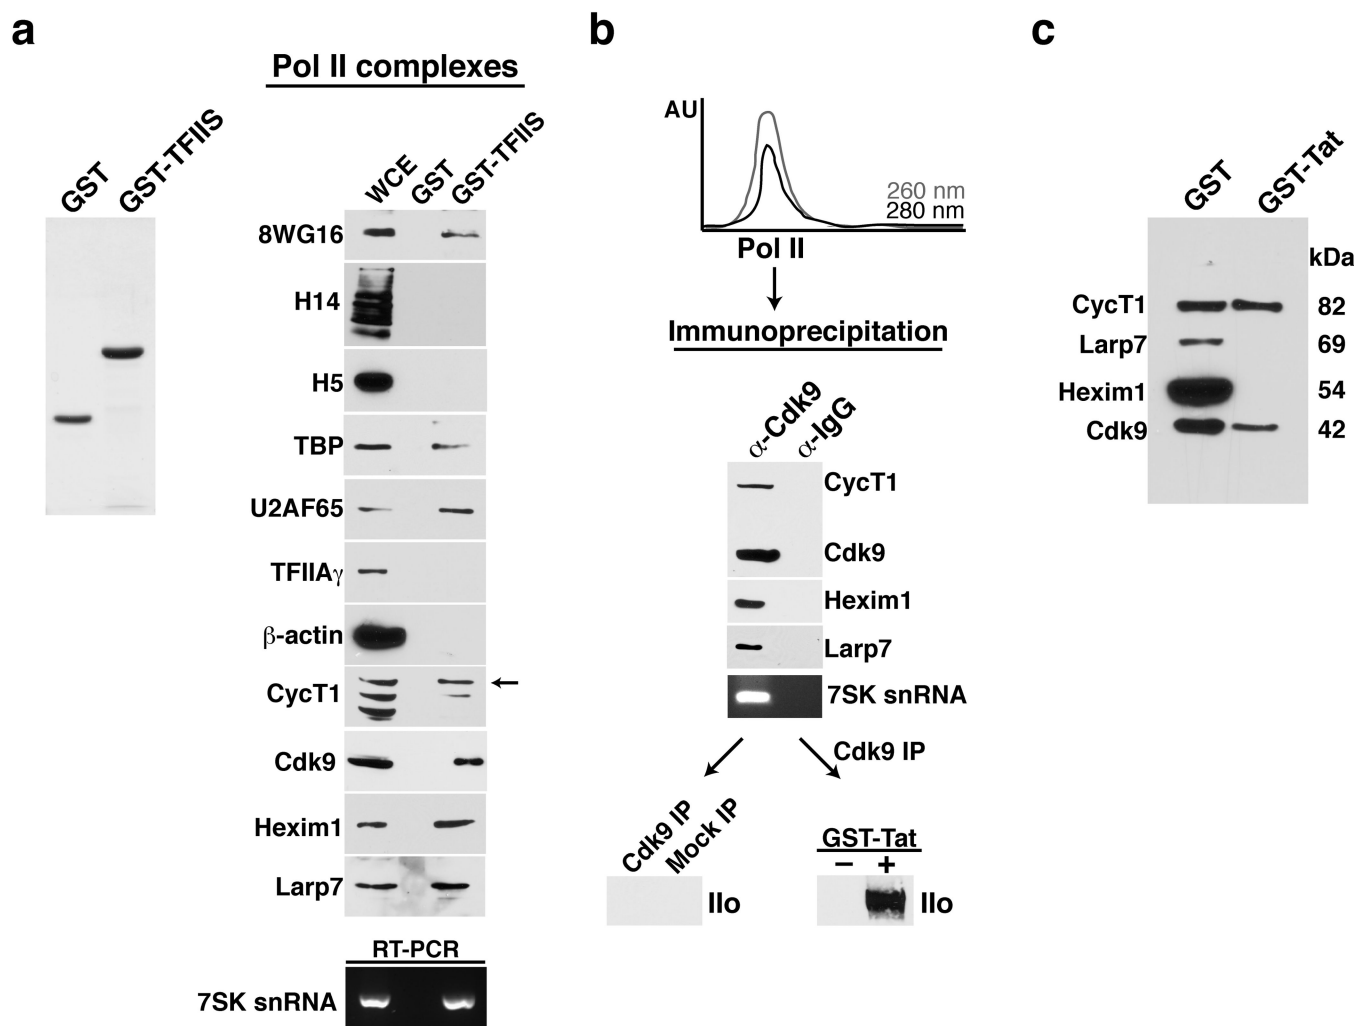 a
GST
GST-TFIIS
Pol II complexes
WCE
GST
GST-TFIIS
8WG16
H14
H5
TBP
U2AF65
TFIIAγ
β-actin
CycT1
Cdk9
Hexim1
Larp7
RT-PCR
7SK snRNA
b
AU
260 nm
280 nm
Pol II
Immunoprecipitation
α-Cdk9
α-IgG
CycT1
Cdk9
Hexim1
Larp7
7SK snRNA
Cdk9 IP
Cdk9 IP
Mock IP
IIo
GST-Tat
– +
IIo
c
GST
GST-Tat
kDa
CycT1 82
Larp7 69
Hexim1 54
Cdk9 42